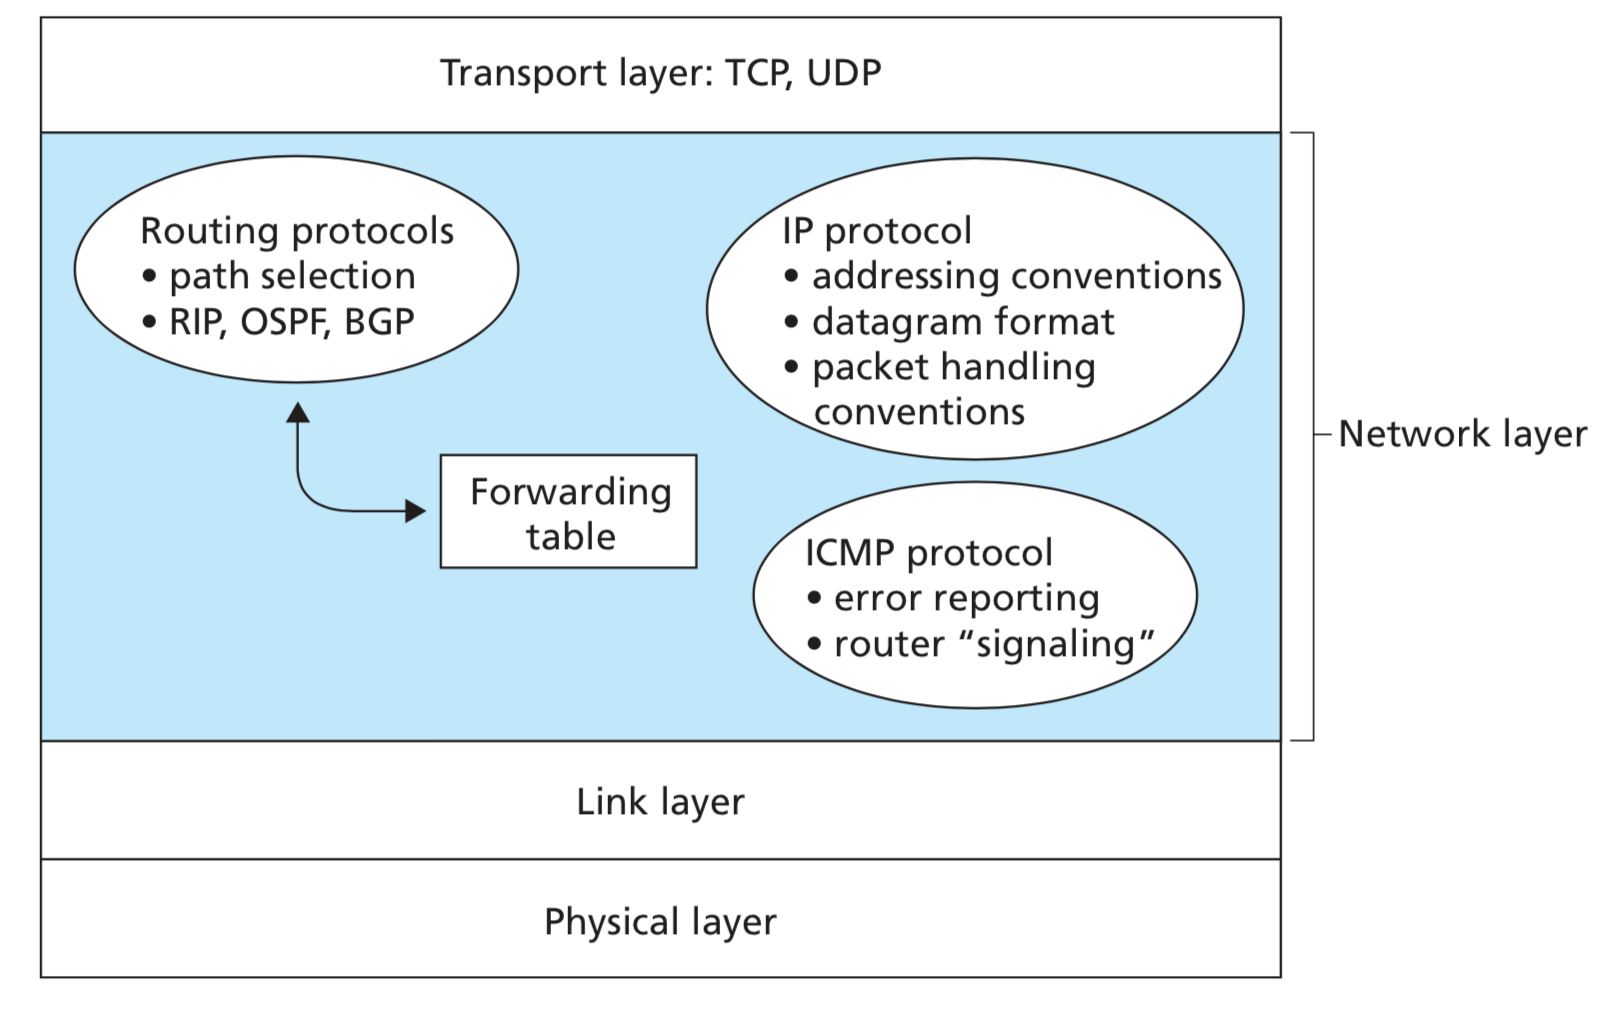 Transport layer: TCP, UDP
Routing protocols
• path selection
• RIP, OSPF, BGP
IP protocol
• addressing conventions
• datagram format
• packet handling
conventions
Network layer
Forwarding
table
ICMP protocol
• error reporting
• router “signaling”
Link layer
Physical layer